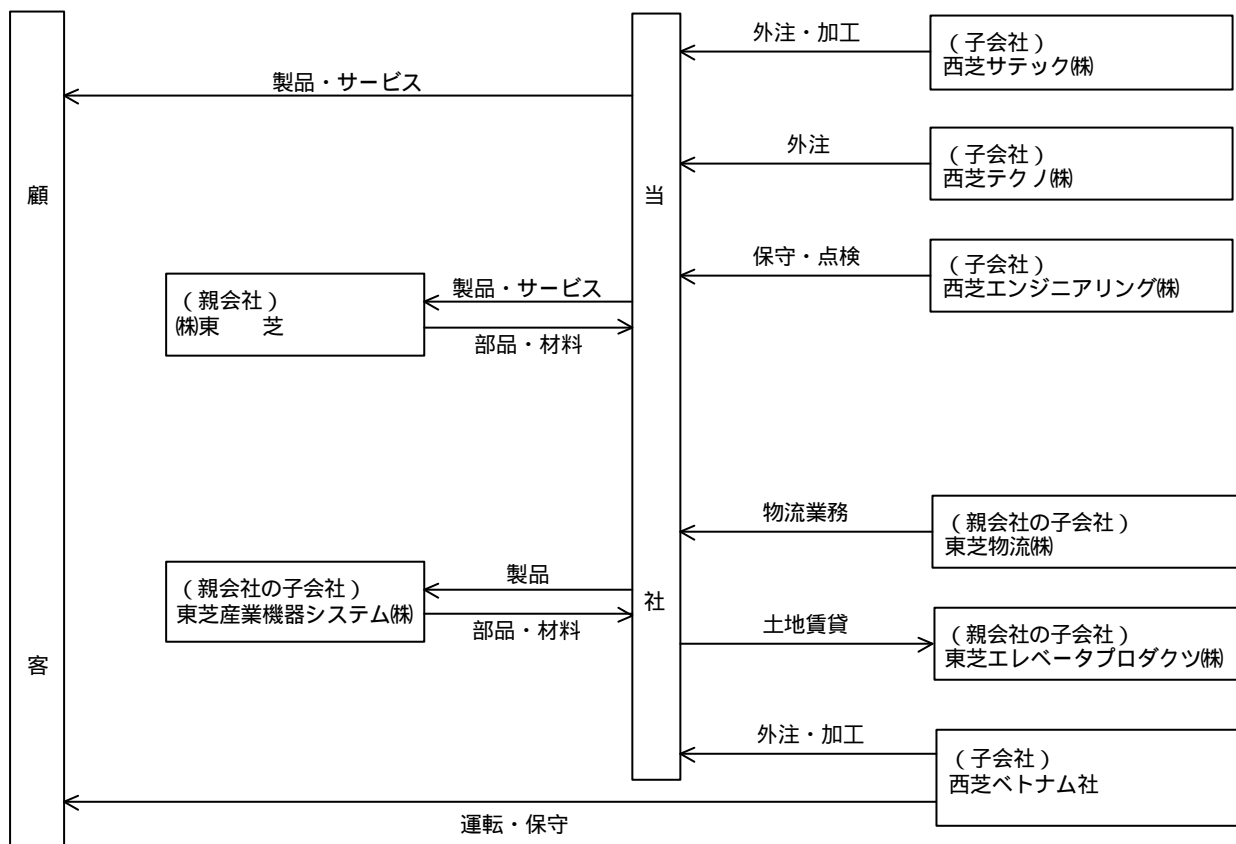 外注・加工
（子会社）
西芝サテック㈱
製品・サービス
外注
（子会社）
西芝テクノ㈱
顧
客
当
社
保守・点検
（子会社）
西芝エンジニアリング㈱
（親会社）
㈱東　　芝
製品・サービス
部品・材料
物流業務
（親会社の子会社）
東芝物流㈱
（親会社の子会社）
東芝産業機器システム㈱
製品
部品・材料
土地賃貸
（親会社の子会社）
東芝エレベータプロダクツ㈱
外注・加工
（子会社）
西芝ベトナム社
運転・保守